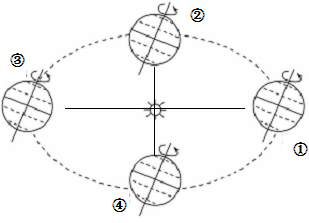 ②
③
①
④